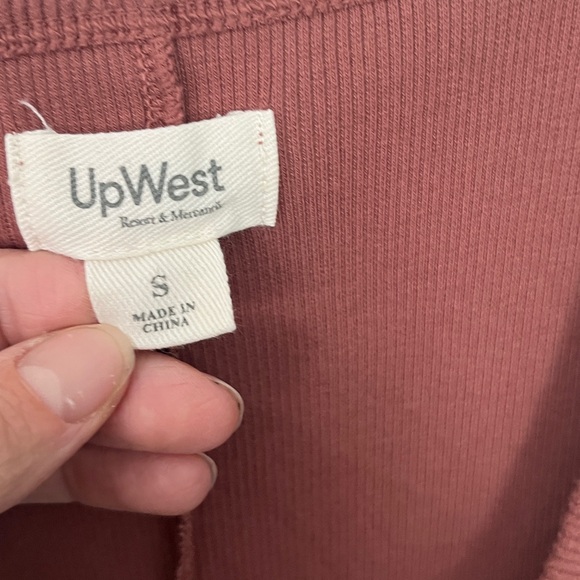 UpWest
Resort & Mercantile
S
MADE IN
CHINA